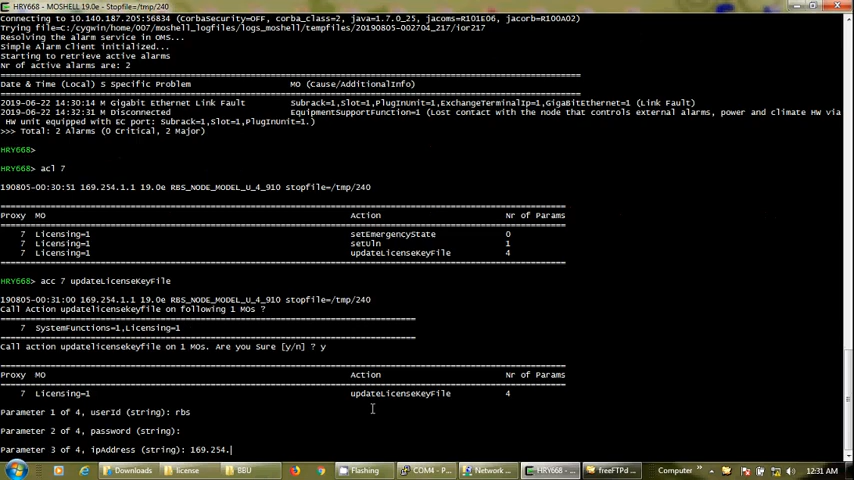 HRY668 - MOSHELL 19.0e - Stopfile=/tmp/240
Connecting to 10.140.187.205:56834 (CorbaSecurity=OFF, corba_class=2, java=1.7.0_25, jacoms=R101E06, jacorb=R100A02)
Trying file=C:/cygwin/home/007/moshell_logfiles/logs_moshell/tempfiles/20190805-002704_217/ior217
Resolving the alarm service in OMS...
Simple Alarm Client initialized...
Starting to retrieve active alarms
Nr of active alarms are: 2
Date & Time (Local) S Specific Problem MO (Cause/AdditionalInfo)
2019-06-22 14:30:14 M Gigabit Ethernet Link Fault Subrack=1,Slot=1,PlugInUnit=1,ExchangeTerminalIp=1,GigaBitEthernet=1 (Link Fault)
2019-06-22 14:32:31 M Disconnected EquipmentSupportFunction=1 (Lost contact with the node that controls external alarms, power and climate HW via
HW unit equipped with EC port: Subrack=1,Slot=1,PlugInUnit=1.)
>>> Total: 2 Alarms (0 Critical, 2 Major)
HRY668>
HRY668> acl 7
190805-00:30:51 169.254.1.1 19.0e RBS_NODE_MODEL_U_4_910 stopfile=/tmp/240
Proxy MO Action Nr of Params
7 Licensing=1 setEmergencyState 0
7 Licensing=1 setUln 1
7 Licensing=1 updateLicenseKeyFile 4
HRY668> acc 7 updateLicenseKeyFile
190805-00:31:00 169.254.1.1 19.0e RBS_NODE_MODEL_U_4_910 stopfile=/tmp/240
Call Action updatelicensekeyfile on following 1 MOs ?
7 SystemFunctions=1,Licensing=1
Call action updatelicensekeyfile on 1 MOs. Are you Sure [y/n] ? y
Proxy MO Action Nr of Params
7 Licensing=1 updateLicenseKeyFile 4
Parameter 1 of 4, userId (string): rbs
Parameter 2 of 4, password (string):
Parameter 3 of 4, ipAddress (string): 169.254.
Downloads license BBU Flashing COM4 - P... Network ... HRY668 - ... freeFTPd ... Computer 12:31 AM